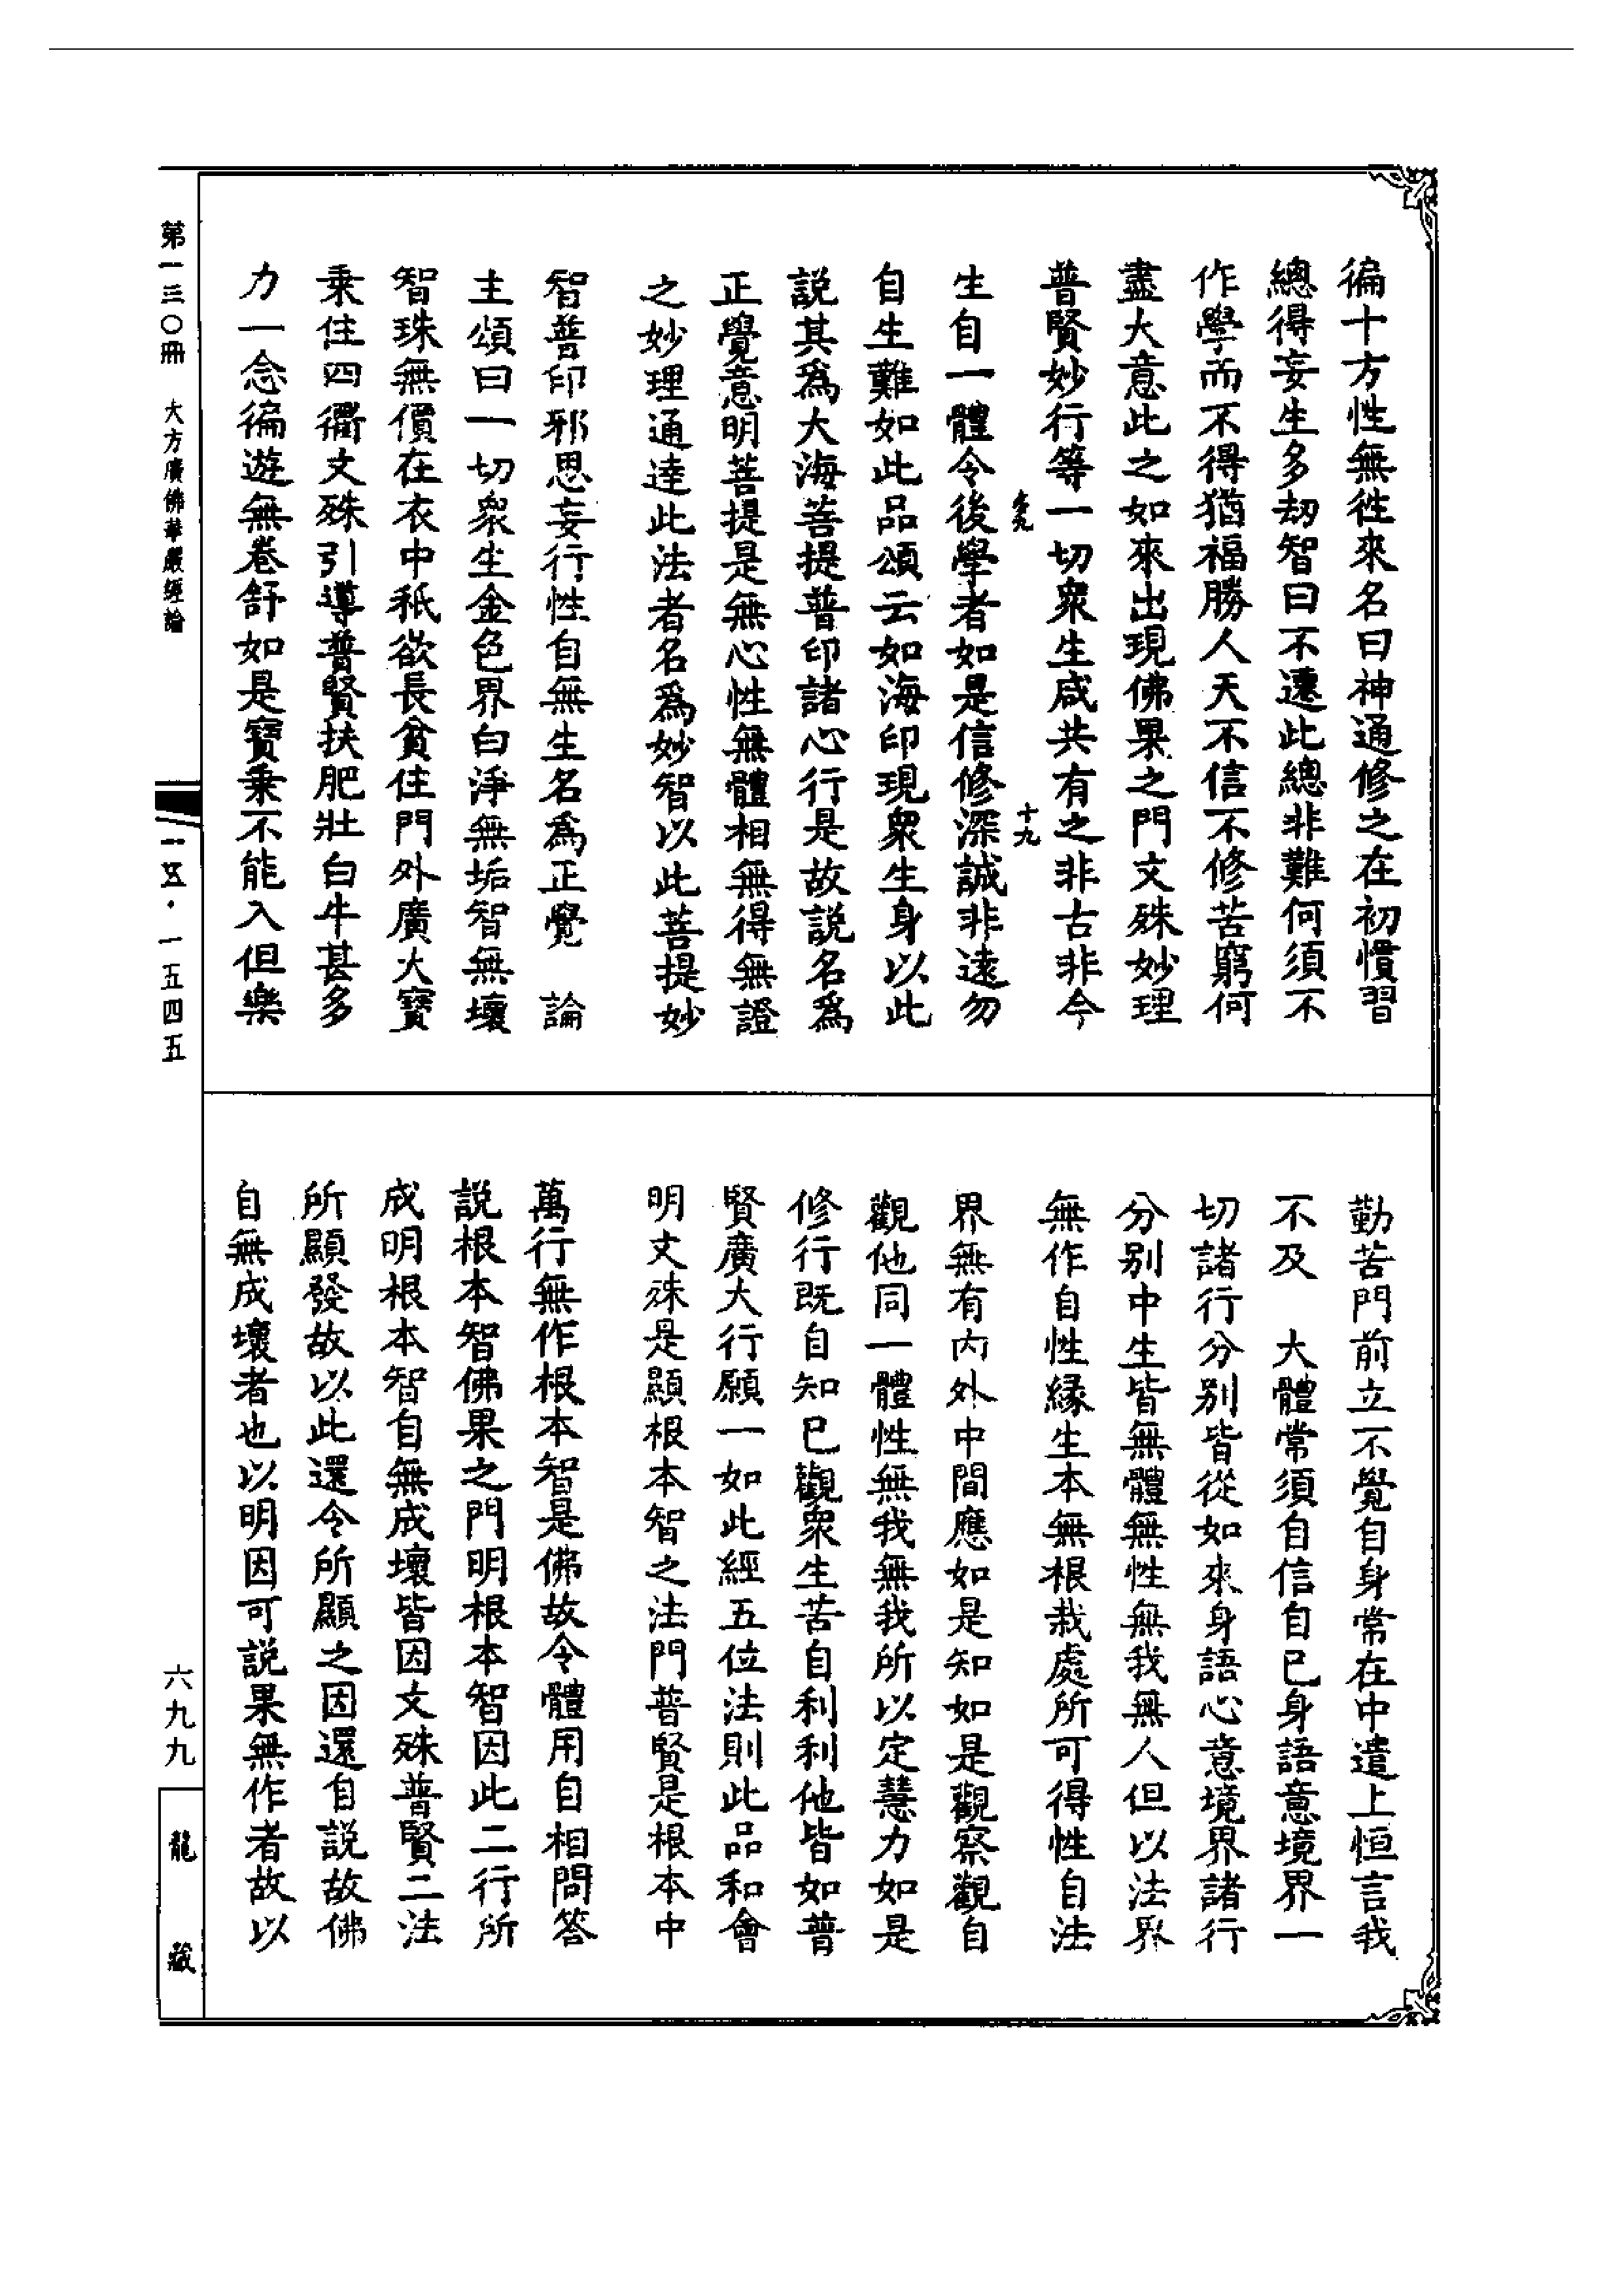 徧十方性無徃來名曰神通修之在初慣習
總得妄生多刼智曰不遷此總非難何須不
作學而不得猶福勝人天不信不修苦窮何
盡大意此之如來出現佛果之門文殊妙理
普賢妙行等一切衆生咸共有之非古非今
十九
生自一體令後學者如是信修深誠非遠勿
自生難如此品頌云如海印現衆生身以此
説其爲大海菩提普印諸心行是故説名爲
正覺意明菩提是無心性無體相無得無證
之妙理通達此法者名爲妙智以此菩提妙
智普印邪思妄行性自無生名爲正覺　論
主頌曰一切衆生金色界白淨無垢智無壞
智珠無價在衣中秖欲長貧住門外廣大寶
乗住四衢文殊引導普賢扶肥壯白牛甚多
力一念徧遊無卷舒如是寶乗不能入但樂
勤苦門前立不覺自身常在中遣上恒言我
不及　大體常須自信自已身語意境界一
切諸行分别皆從如來身語心意境界諸行
分别中生皆無體無性無我無人但以法界
無作自性縁生本無根栽處所可得性自法
界無有内外中間應如是知如是觀察觀自
觀他同一體性無我無我所以定慧力如是
修行既自知已觀衆生苦自利利他皆如普
賢廣大行願一如此經五位法則此品和會
明文殊是顯根本智之法門普賢是根本中
萬行無作根本智是佛故令體用自相問答
説根本智佛果之門明根本智因此二行所
成明根本智自無成壞皆因文殊普賢二法
所顯發故以此還令所顯之因還自説故佛
自無成壞者也以明因可説果無作者故以
第一三〇冊　大方廣佛華嚴經論
一五·一五四五
六九九
龍藏